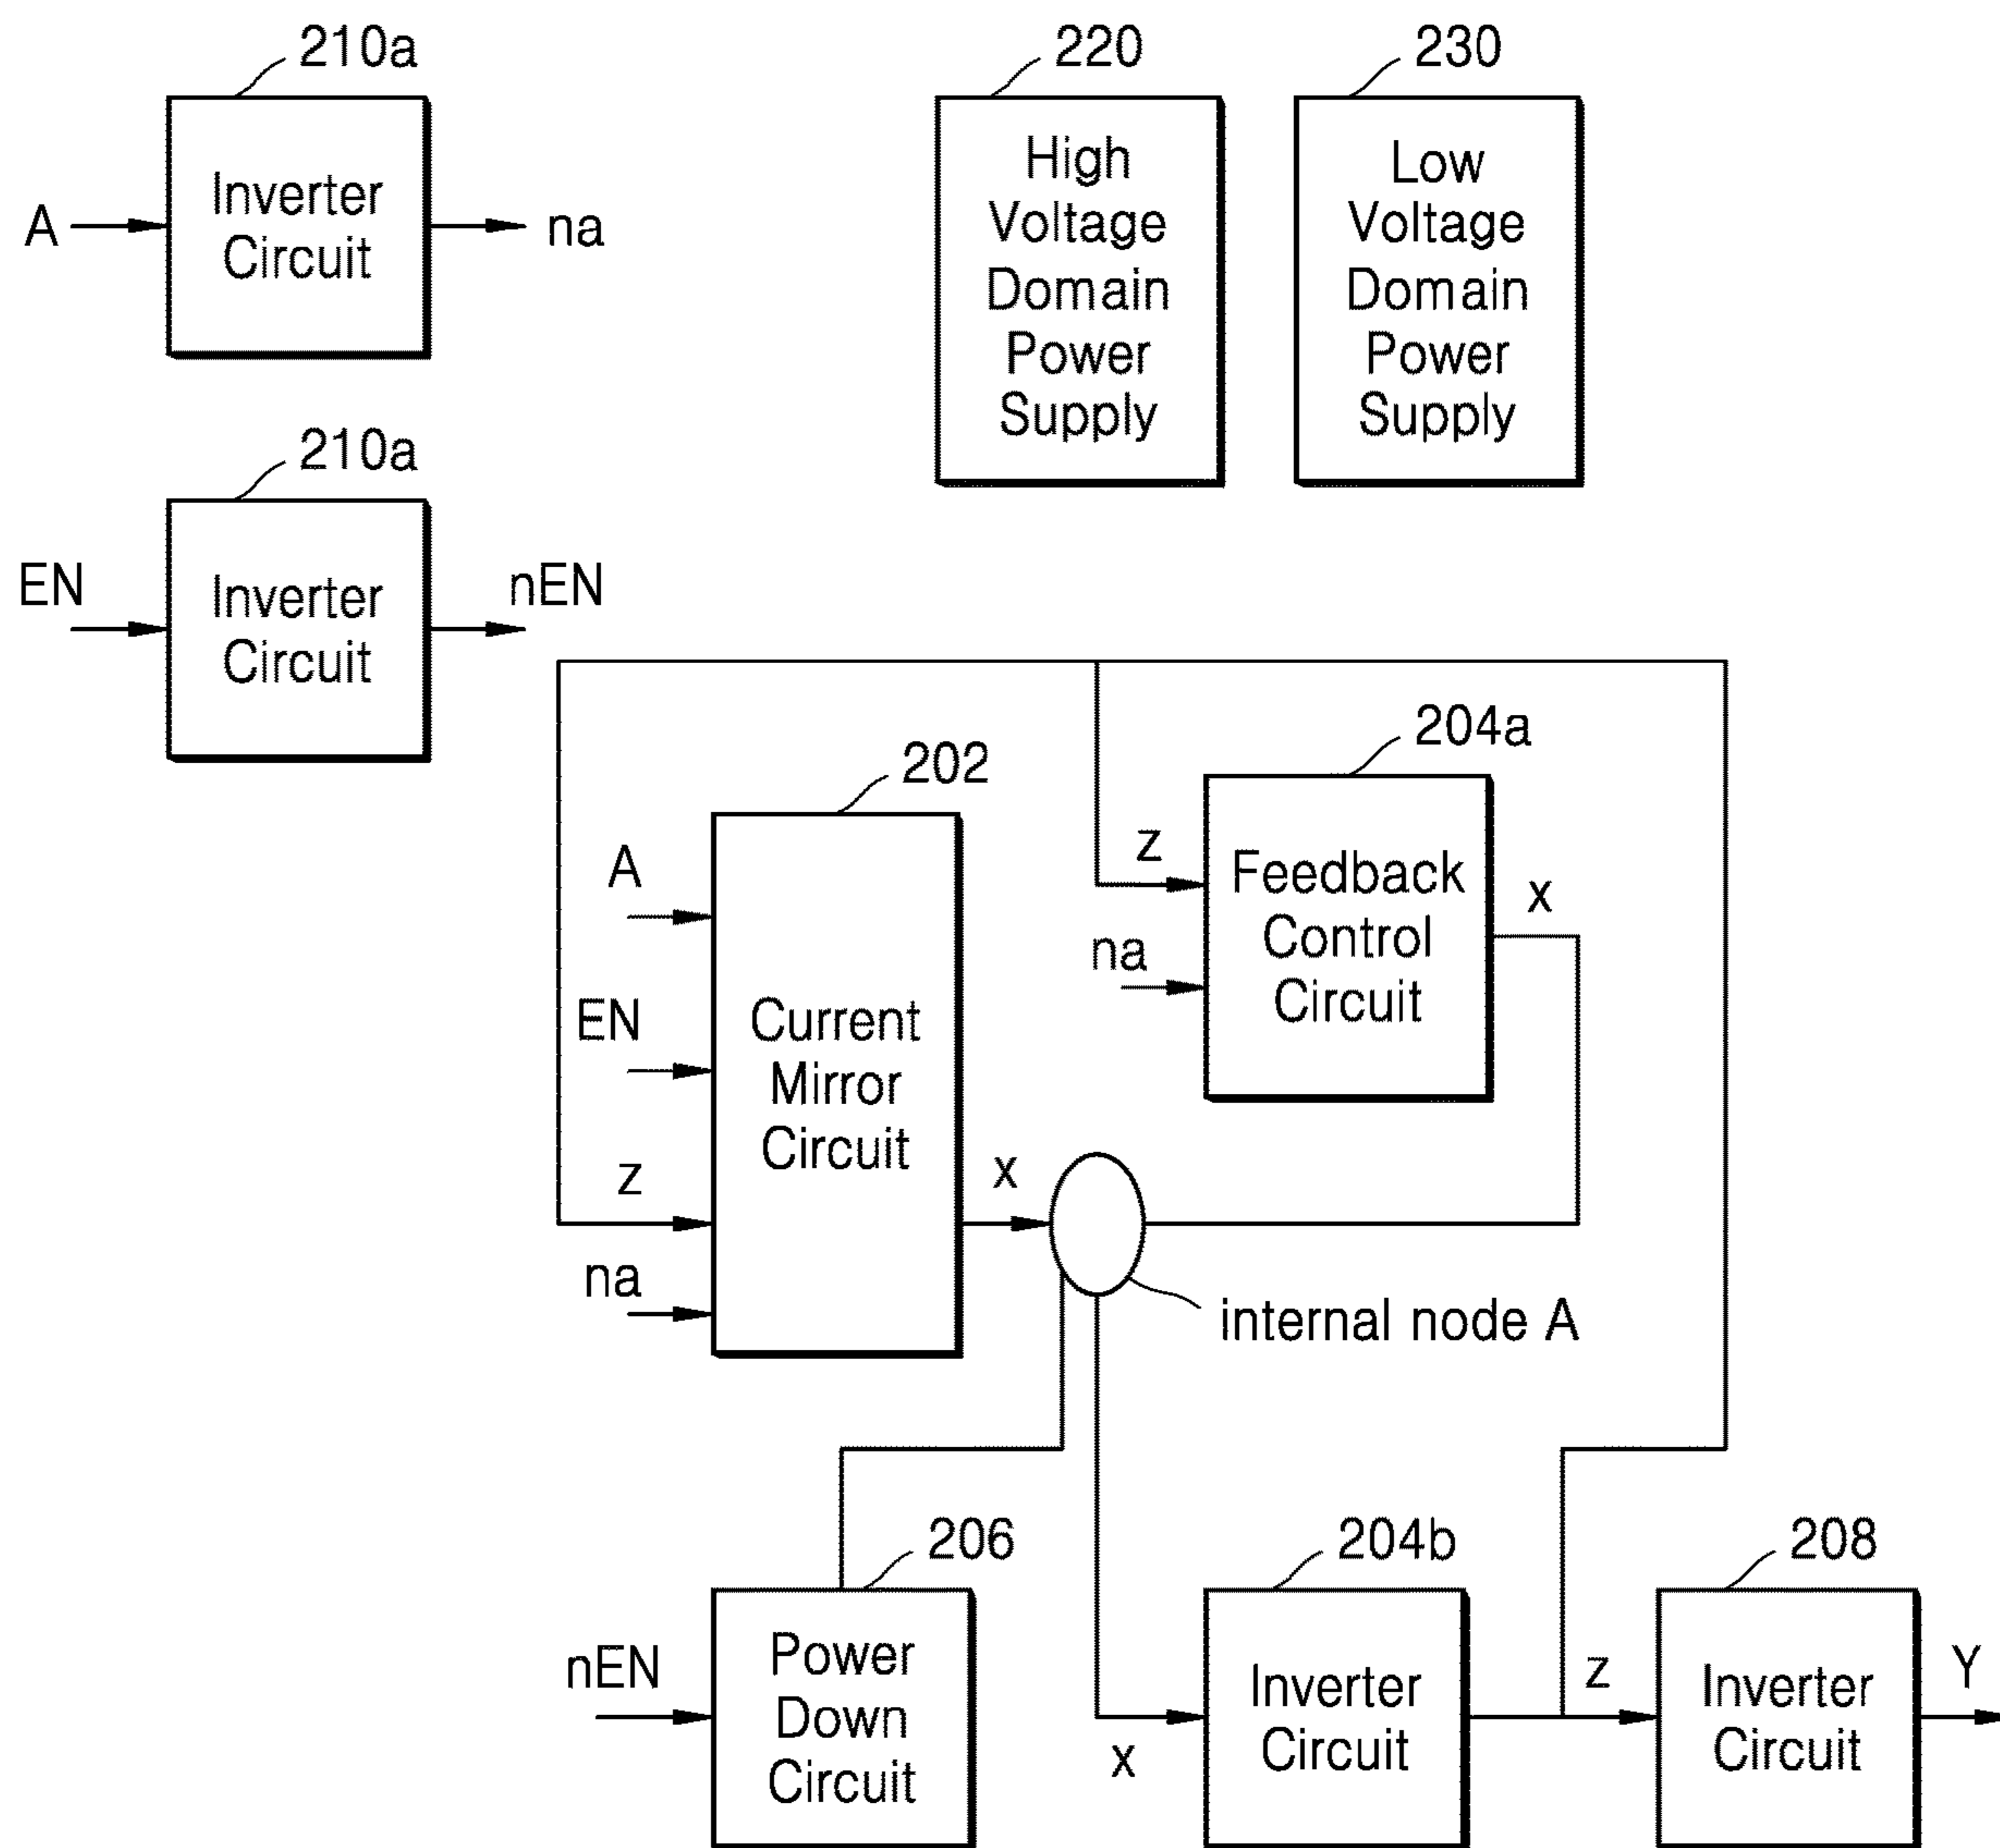 210a
Inverter
Circuit
A
na
220
High
Voltage
Domain
Power
Supply
230
Low
Voltage
Domain
Power
Supply
210a
Inverter
Circuit
EN
nEN
202
A
EN
z
na
Current
Mirror
Circuit
x
204a
z
na
Feedback
Control
Circuit
x
internal node A
206
nEN
Power
Down
Circuit
204b
x
Inverter
Circuit
z
208
Inverter
Circuit
Y